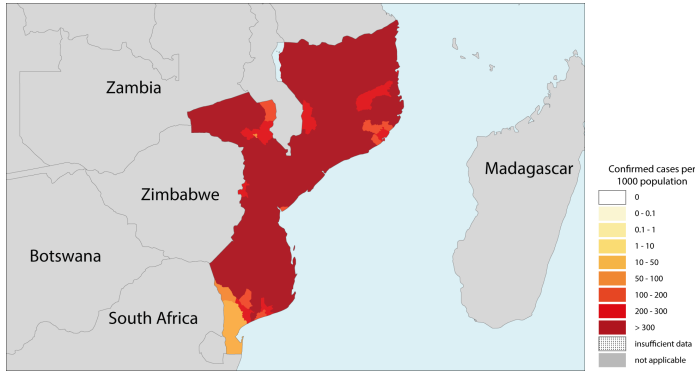 Zambia
Zimbabwe
Botswana
South Africa
Madagascar
Confirmed cases per
1000 population
0
0 - 0.1
0.1 - 1
1 - 10
10 - 50
50 - 100
100 - 200
200 - 300
> 300
insufficient data
not applicable